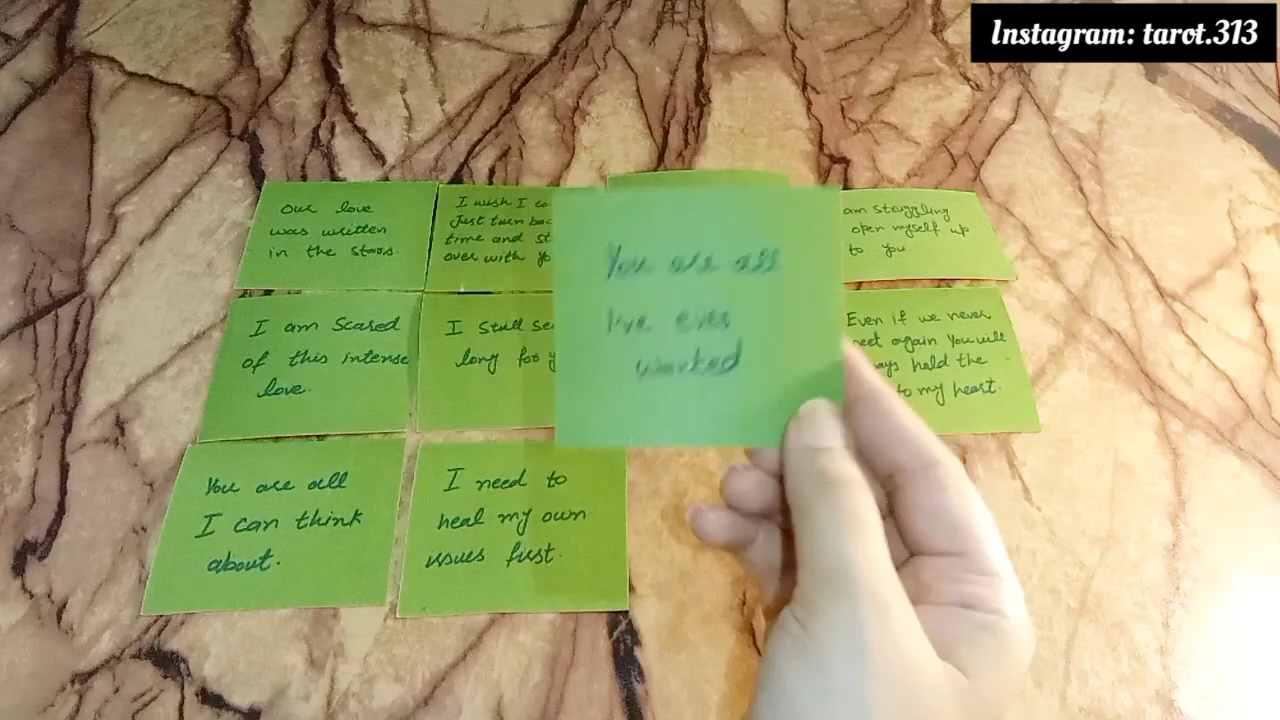 Instagram: tarot.313
Our love
was written
in the stars.
I wish I
Just turn
time and
over with
am struggling
open myself up
to you
You are all
I've ever
wanted
I am scared
of this intense
love.
I still
long for
Even if we never
again you will
hold the
to my heart.
You are all
I can think
about.
I need to
heal my own
issues first.